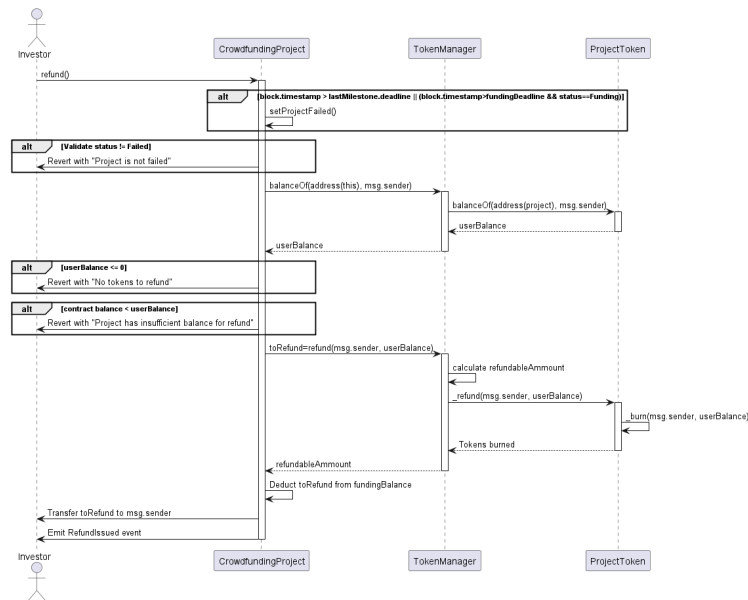 Investor
CrowdfundingProject
TokenManager
ProjectToken
refund()
alt [block.timestamp > lastMilestone.deadline || (block.timestamp>fundingDeadline && status==Funding)]
setProjectFailed()
alt [Validate status != Failed]
Revert with "Project is not failed"
balanceOf(address(this), msg.sender)
balanceOf(address(project), msg.sender)
userBalance
userBalance
alt [userBalance <= 0]
Revert with "No tokens to refund"
alt [contract balance < userBalance]
Revert with "Project has insufficient balance for refund"
toRefund=refund(msg.sender, userBalance)
calculate refundableAmmount
_refund(msg.sender, userBalance)
_burn(msg.sender, userBalance)
Tokens burned
refundableAmmount
Deduct toRefund from fundingBalance
Transfer toRefund to msg.sender
Emit RefundIssued event
Investor
CrowdfundingProject
TokenManager
ProjectToken